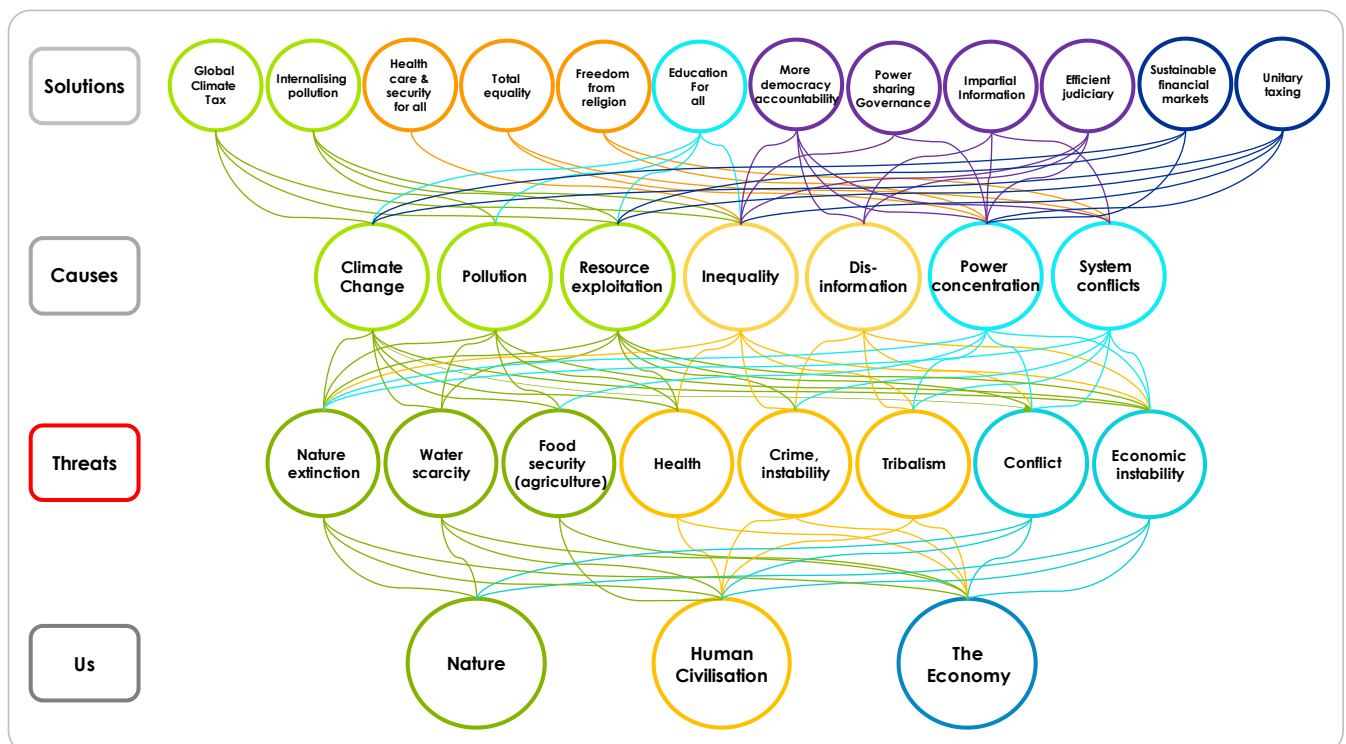 Solutions
Global
Climate
Tax
Internalising
pollution
Health
care &
security
for all
Total
equality
Freedom
from
religion
Education
For
all
More
democracy
accountability
Power
sharing
Governance
Impartial
Information
Efficient
judiciary
Sustainable
financial
markets
Unitary
taxing
Causes
Climate
Change
Pollution
Resource
exploitation
Inequality
Dis-
information
Power
concentration
System
conflicts
Threats
Nature
extinction
Water
scarcity
Food
security
(agriculture)
Health
Crime,
instability
Tribalism
Conflict
Economic
instability
Us
Nature
Human
Civilisation
The
Economy